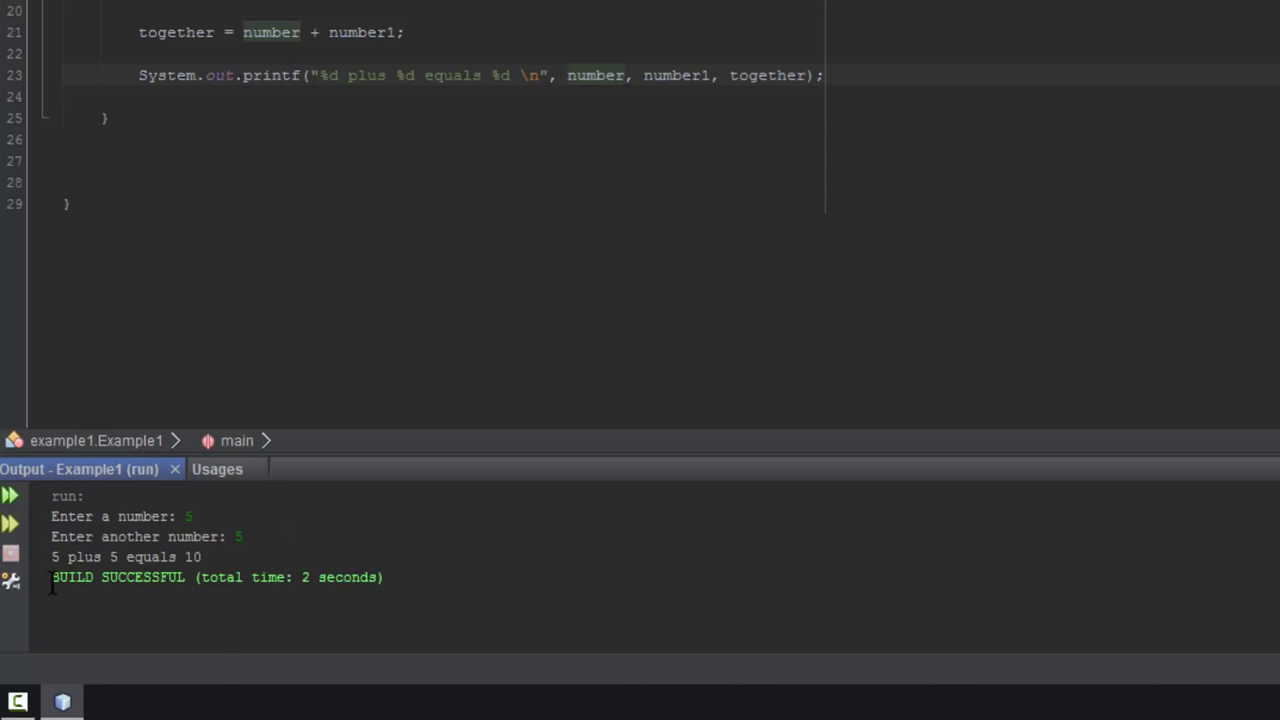 20
21 together = number + number1;
22
23 System.out.printf("%d plus %d equals %d \n", number, number1, together);
24
25 }
26
27
28
29 }
example1.Example1 main
Output - Example1 (run) × Usages
run:
Enter a number: 5
Enter another number: 5
5 plus 5 equals 10
BUILD SUCCESSFUL (total time: 2 seconds)
C